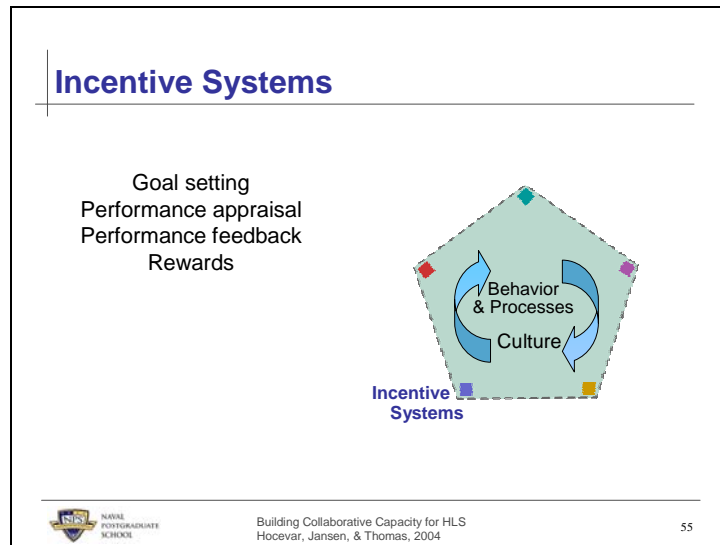 Incentive Systems
Goal setting
Performance appraisal
Performance feedback
Rewards
Behavior
& Processes
Culture
Incentive
Systems
NPS
NAVAL
POSTGRADUATE
SCHOOL
Building Collaborative Capacity for HLS
Hocevar, Jansen, & Thomas, 2004
55